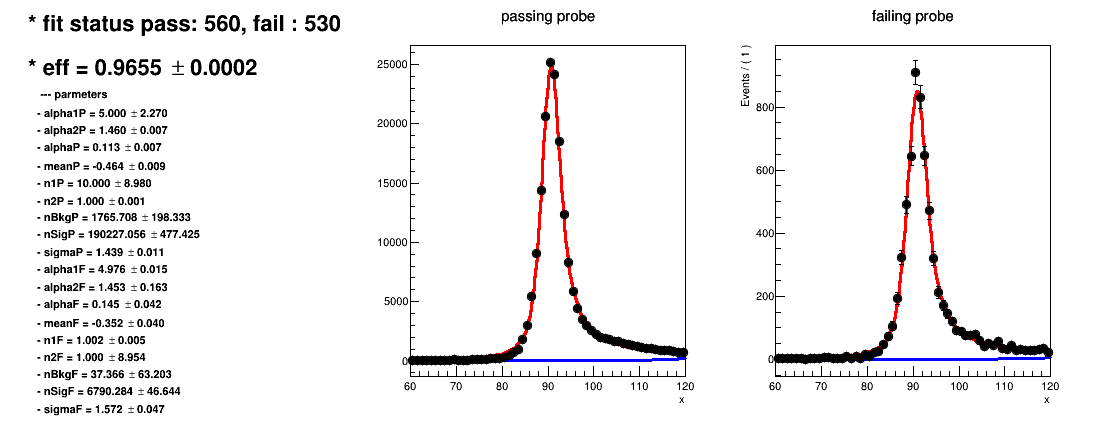 * fit status pass: 560, fail : 530
* eff = 0.9655 ± 0.0002
--- parmeters
- alpha1P = 5.000 ± 2.270
- alpha2P = 1.460 ± 0.007
- alphaP = 0.113 ± 0.007
- meanP = -0.464 ± 0.009
- n1P = 10.000 ± 8.980
- n2P = 1.000 ± 0.001
- nBkgP = 1765.708 ± 198.333
- nSigP = 190227.056 ± 477.425
- sigmaP = 1.439 ± 0.011
- alpha1F = 4.976 ± 0.015
- alpha2F = 1.453 ± 0.163
- alphaF = 0.145 ± 0.042
- meanF = -0.352 ± 0.040
- n1F = 1.002 ± 0.005
- n2F = 1.000 ± 8.954
- nBkgF = 37.366 ± 63.203
- nSigF = 6790.284 ± 46.644
- sigmaF = 1.572 ± 0.047
passing probe
25000
20000
15000
10000
5000
0
60 70 80 90 100 110 120
x
failing probe
Events / ( 1 )
800
600
400
200
0
60 70 80 90 100 110 120
x